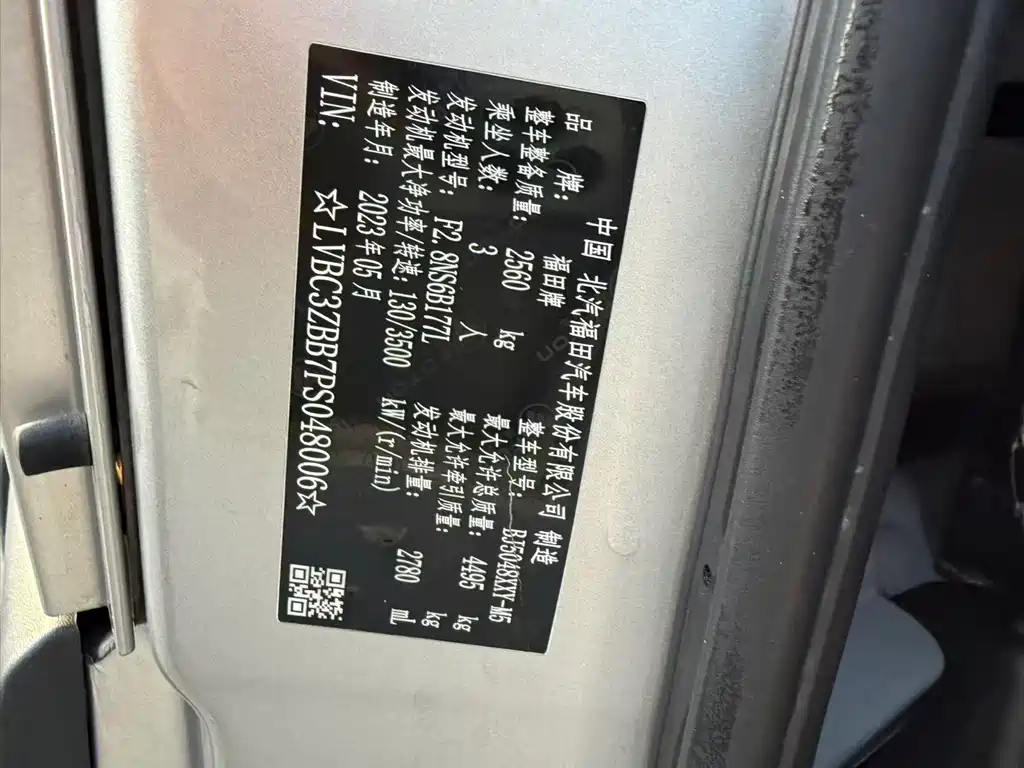 中国 北汽福田汽车股份有限公司 制造
品 牌: 福田牌 整车型号: BJ5048XXY-M5
整车整备质量: 2560 kg 最大允许总质量: 4495 kg
乘坐人数: 3 人 最大允许牵引质量: kg
发动机型号: F2.8NS6B177L 发动机排量: 2780 ml
发动机最大净功率/转速: 130/3500 kW/(r/min)
制造年月: 2023年05月
VIN: ☆LVBC3ZBB7PS048006☆